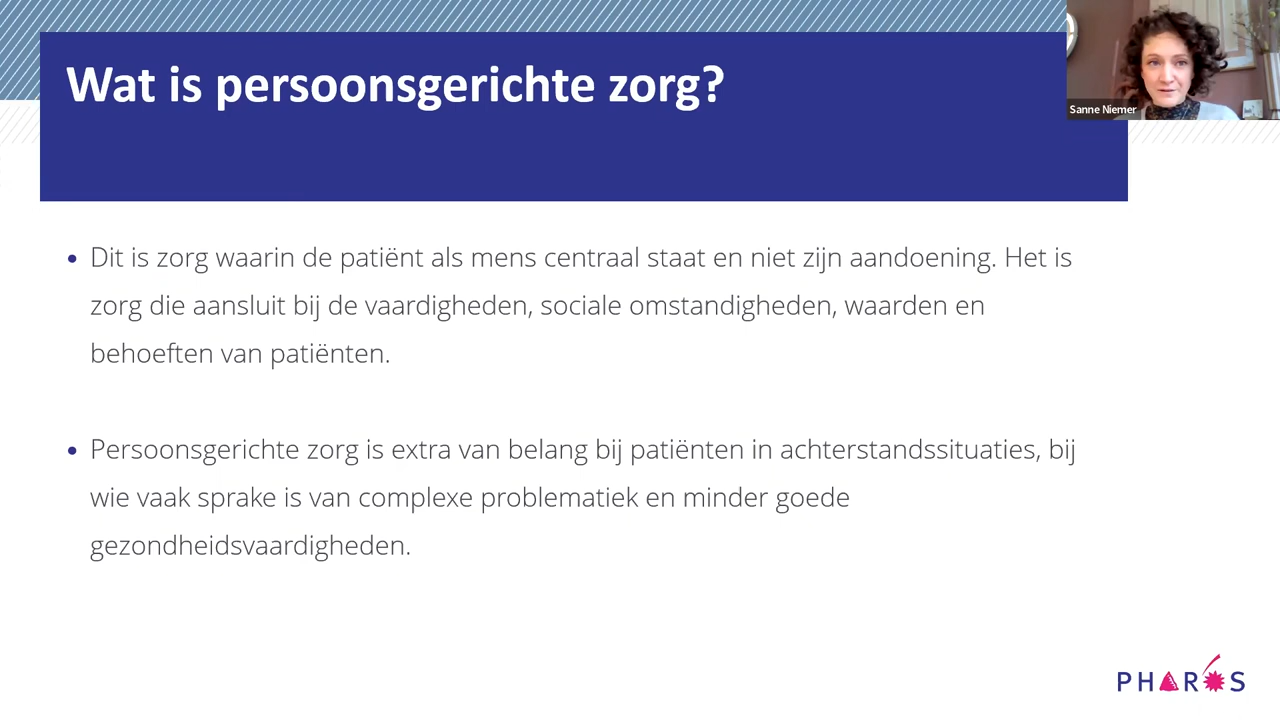 Wat is persoonsgerichte zorg?
Sanne Niemer
• Dit is zorg waarin de patiënt als mens centraal staat en niet zijn aandoening. Het is
zorg die aansluit bij de vaardigheden, sociale omstandigheden, waarden en
behoeften van patiënten.
• Persoonsgerichte zorg is extra van belang bij patiënten in achterstandssituaties, bij
wie vaak sprake is van complexe problematiek en minder goede
gezondheidsvaardigheden.
PHAROS